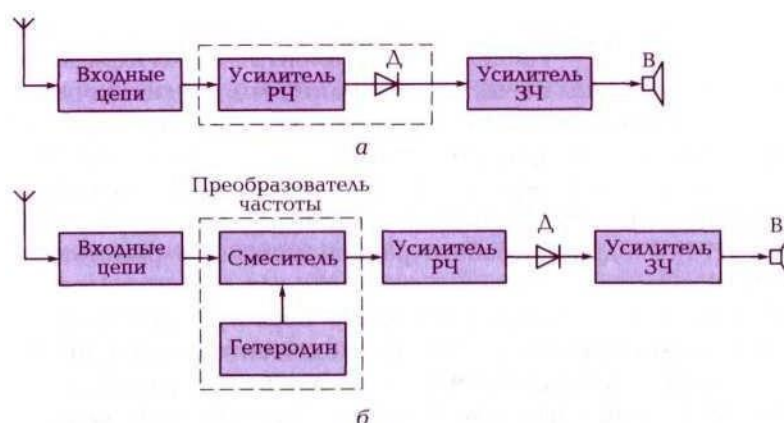 Входные
цепи
Усилитель
РЧ
Д
Усилитель
ЗЧ
В
а
Преобразователь
частоты
Входные
цепи
Смеситель
Гетеродин
Усилитель
РЧ
Д
Усилитель
ЗЧ
В
б